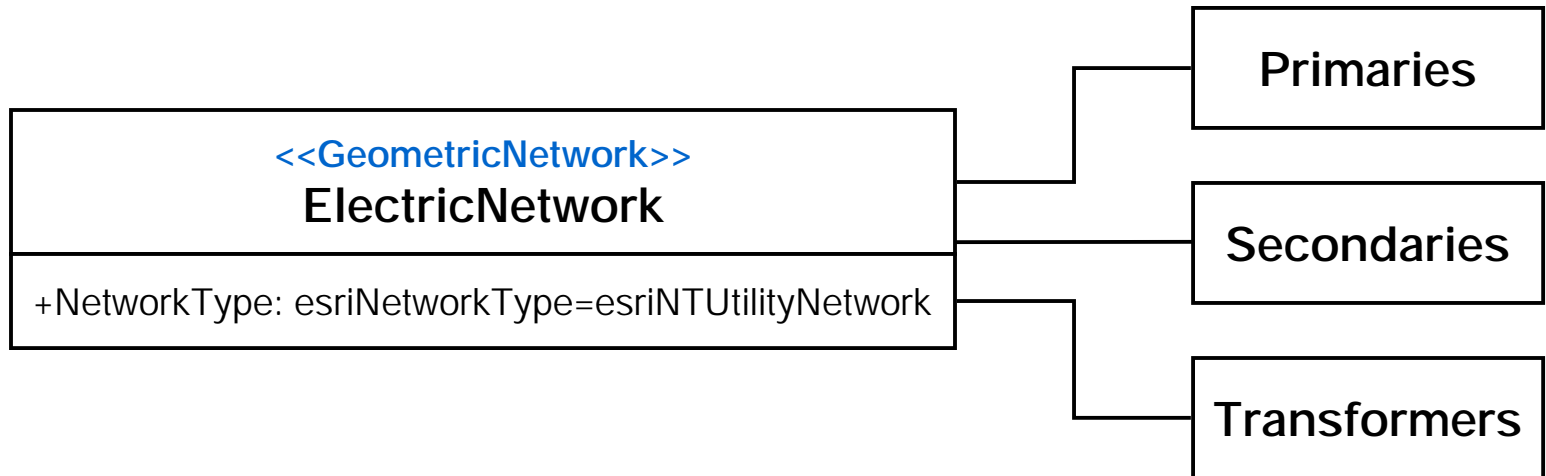 <<GeometricNetwork>>
ElectricNetwork
+NetworkType: esriNetworkType=esriNTUtilityNetwork
Primaries
Secondaries
Transformers